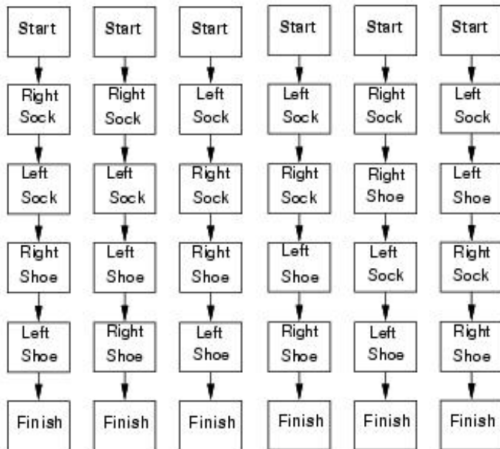 Start Start Start Start Start Start
Right Right Left Left Right Left
Sock Sock Sock Sock Sock Sock
Left Left Right Right Right Left
Sock Sock Sock Sock Shoe Shoe
Right Left Right Left Left Right
Shoe Shoe Shoe Shoe Sock Sock
Left Right Left Right Left Right
Shoe Shoe Shoe Shoe Shoe Shoe
Finish Finish Finish Finish Finish Finish